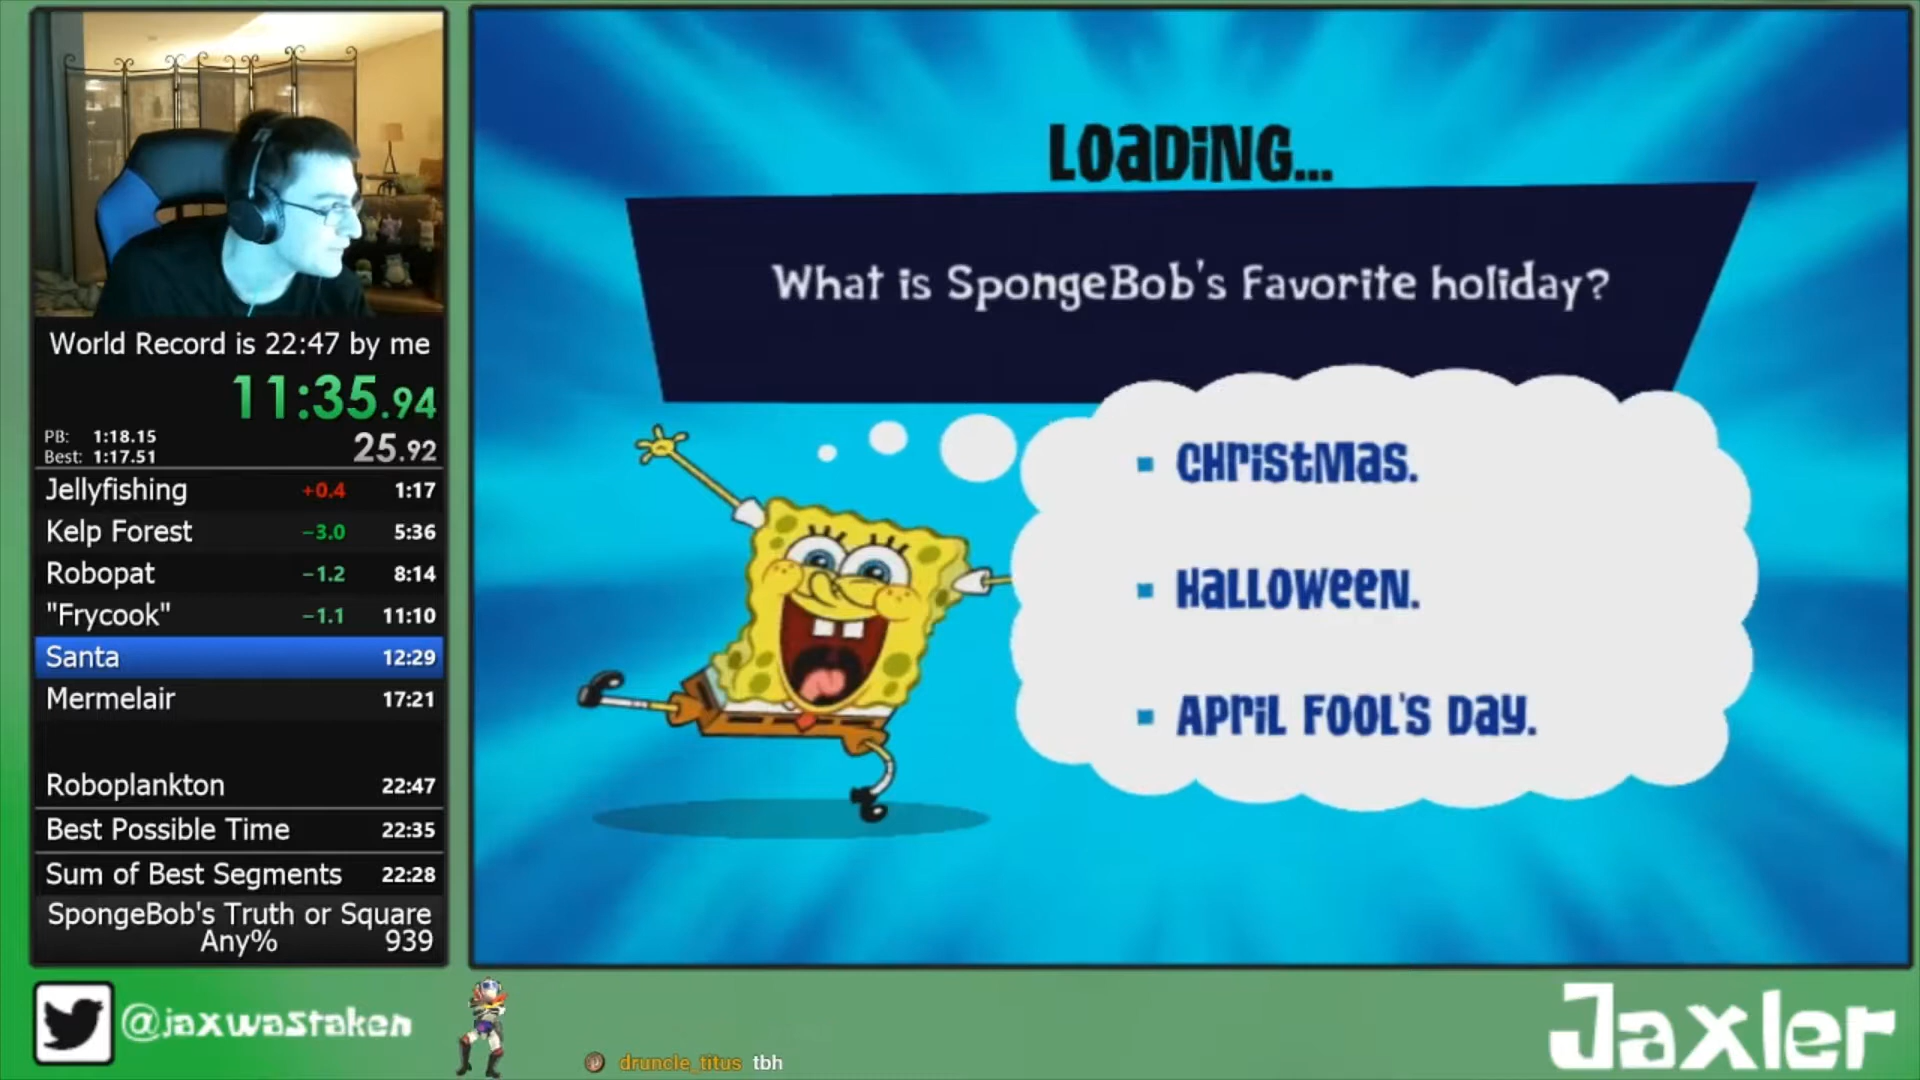 World Record is 22:47 by me
11:35.94
PB: 1:18.15
Best: 1:17.51
25.92
Jellyfishing +0.4 1:17
Kelp Forest −3.0 5:36
Robopat −1.2 8:14
"Frycook" −1.1 11:10
Santa 12:29
Mermelair 17:21
Roboplankton 22:47
Best Possible Time 22:35
Sum of Best Segments 22:28
SpongeBob's Truth or Square
Any% 939
@jaxwastaken
LOADING...
What is SpongeBob's favorite holiday?
▪ CHRISTMAS.
▪ HALLOWEEN.
▪ APRIL FOOL'S DAY.
druncle_titus tbh
Jaxler